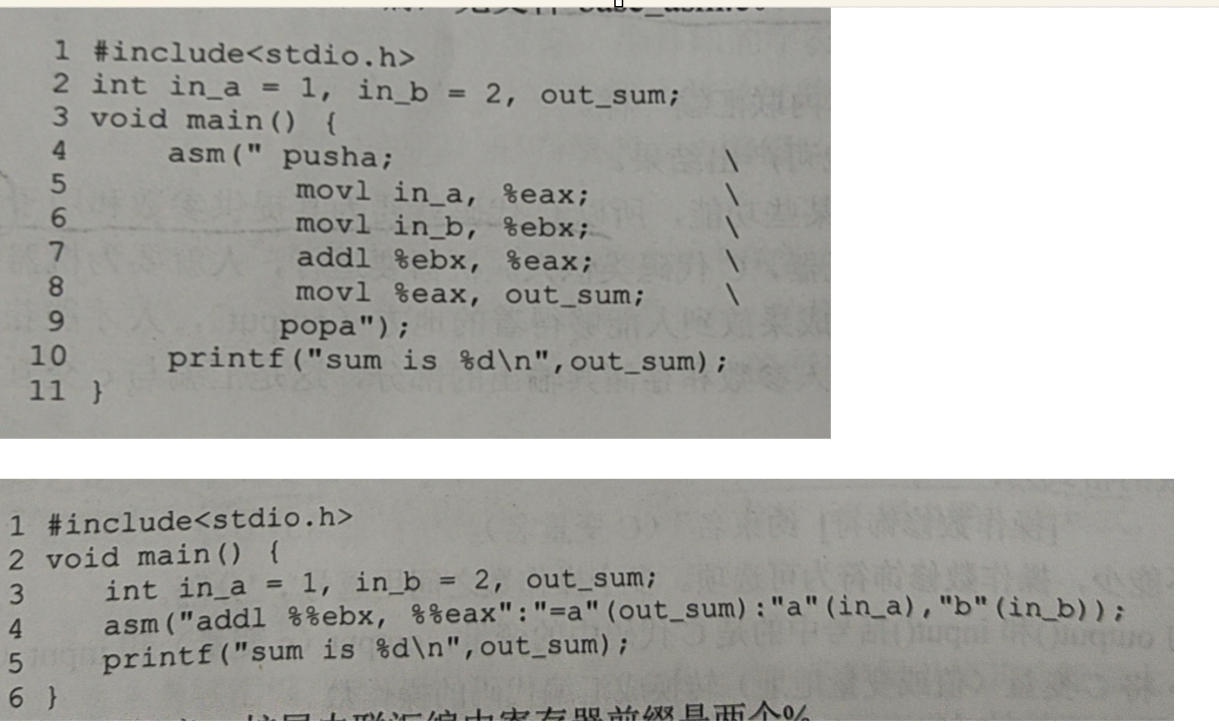 1 #include<stdio.h>
2 int in_a = 1, in_b = 2, out_sum;
3 void main() {
4 asm(" pusha; \
5 movl in_a, %eax; \
6 movl in_b, %ebx; \
7 addl %ebx, %eax; \
8 movl %eax, out_sum; \
9 popa");
10 printf("sum is %d\n",out_sum);
11 }
1 #include<stdio.h>
2 void main() {
3 int in_a = 1, in_b = 2, out_sum;
4 asm("addl %%ebx, %%eax":"=a"(out_sum):"a"(in_a),"b"(in_b));
5 printf("sum is %d\n",out_sum);
6 }